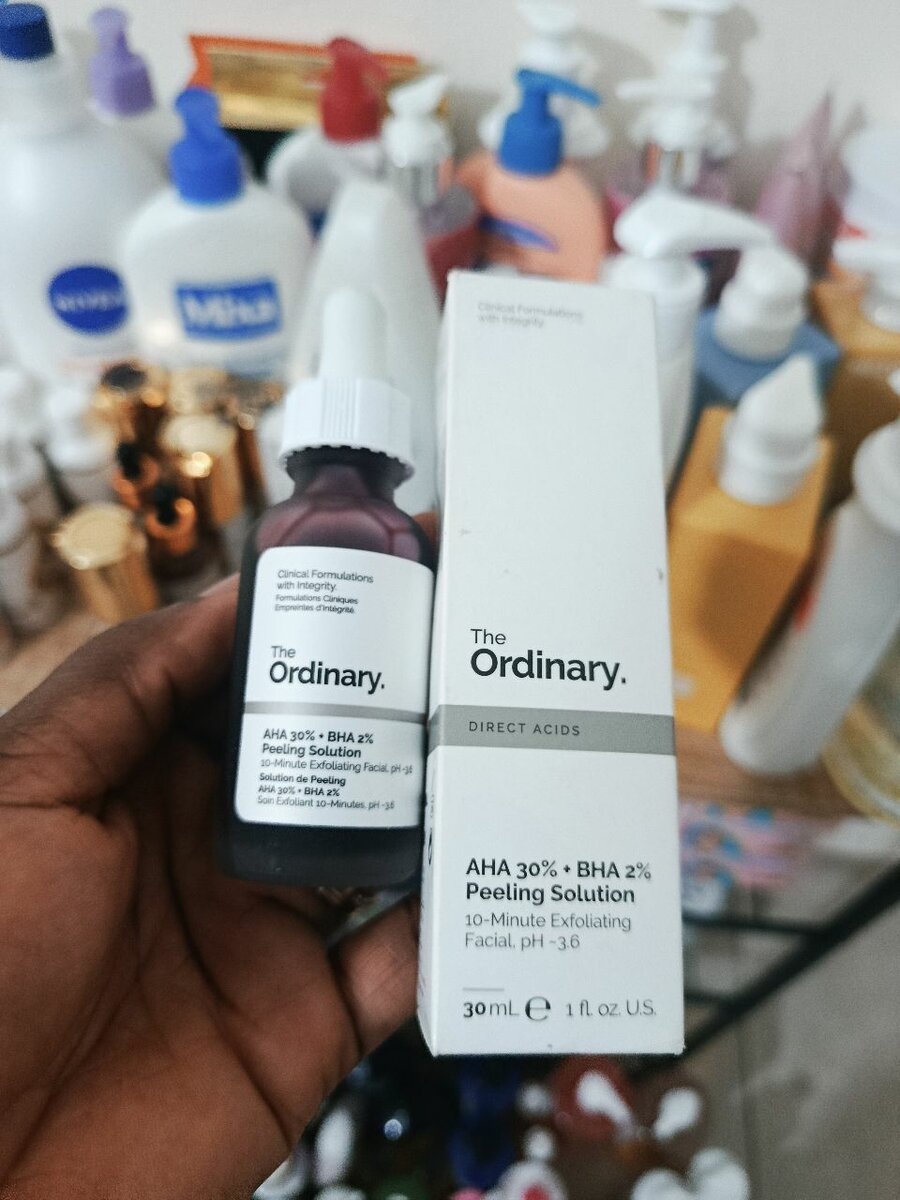 NIVEA
Mixa
Clinical Formulations
with Integrity.
Clinical Formulations
with Integrity.
Formulations Cliniques
Empreintes d'Intégrité.
The
Ordinary.
AHA 30% + BHA 2%
Peeling Solution
10-Minute Exfoliating Facial, pH ~3.6
Solution de Peeling
AHA 30% + BHA 2%
Soin Exfoliant 10-Minutes, pH ~3.6
The
Ordinary.
DIRECT ACIDS
AHA 30% + BHA 2%
Peeling Solution
10-Minute Exfoliating
Facial, pH ~3.6
30 mL e 1 fl. oz. U.S.